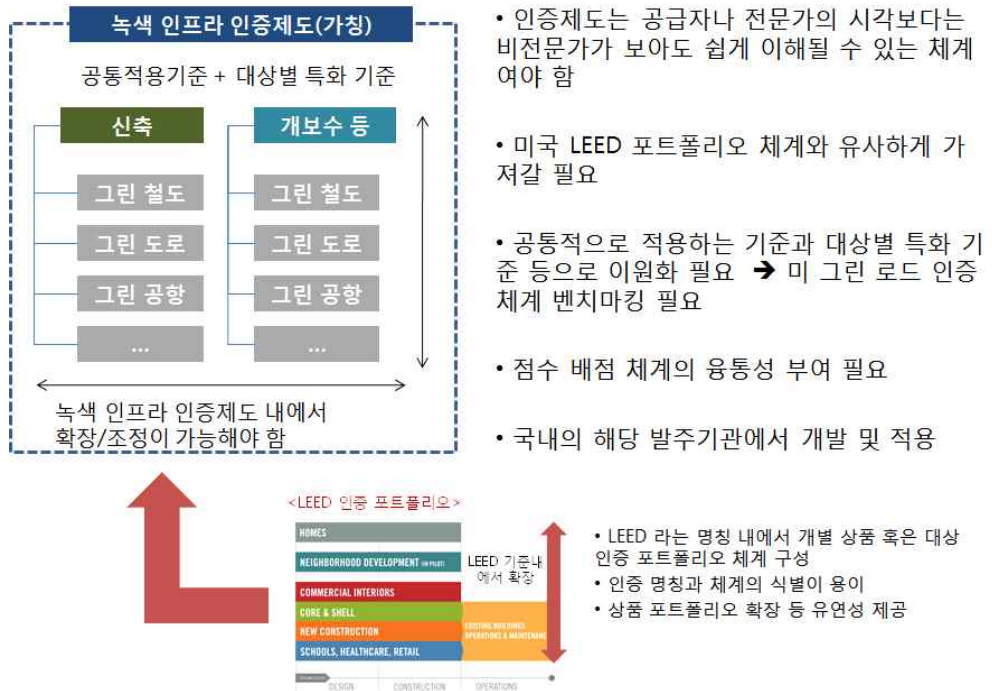 녹색 인프라 인증제도(가칭)
공통적용기준 + 대상별 특화 기준
신축
개보수 등
그린 철도
그린 철도
그린 도로
그린 도로
그린 공항
그린 공항
...
...
녹색 인프라 인증제도 내에서
확장/조정이 가능해야 함
• 인증제도는 공급자나 전문가의 시각보다는
비전문가가 보아도 쉽게 이해될 수 있는 체계
여야 함
• 미국 LEED 포트폴리오 체계와 유사하게 가
져갈 필요
• 공통적으로 적용하는 기준과 대상별 특화 기
준 등으로 이원화 필요 ➔ 미 그린 로드 인증
체계 벤치마킹 필요
• 점수 배점 체계의 융통성 부여 필요
• 국내의 해당 발주기관에서 개발 및 적용
<LEED 인증 포트폴리오>
HOMES
NEIGHBORHOOD DEVELOPMENT (IN PILOT)
COMMERCIAL INTERIORS
CORE & SHELL
NEW CONSTRUCTION
SCHOOLS, HEALTHCARE, RETAIL
EXISTING BUILDINGS
OPERATIONS & MAINTENANC
LEED 기준내
에서 확장
DESIGN
CONSTRUCTION
OPERATIONS
• LEED 라는 명칭 내에서 개별 상품 혹은 대상
인증 포트폴리오 체계 구성
• 인증 명칭과 체계의 식별이 용이
• 상품 포트폴리오 확장 등 유연성 제공